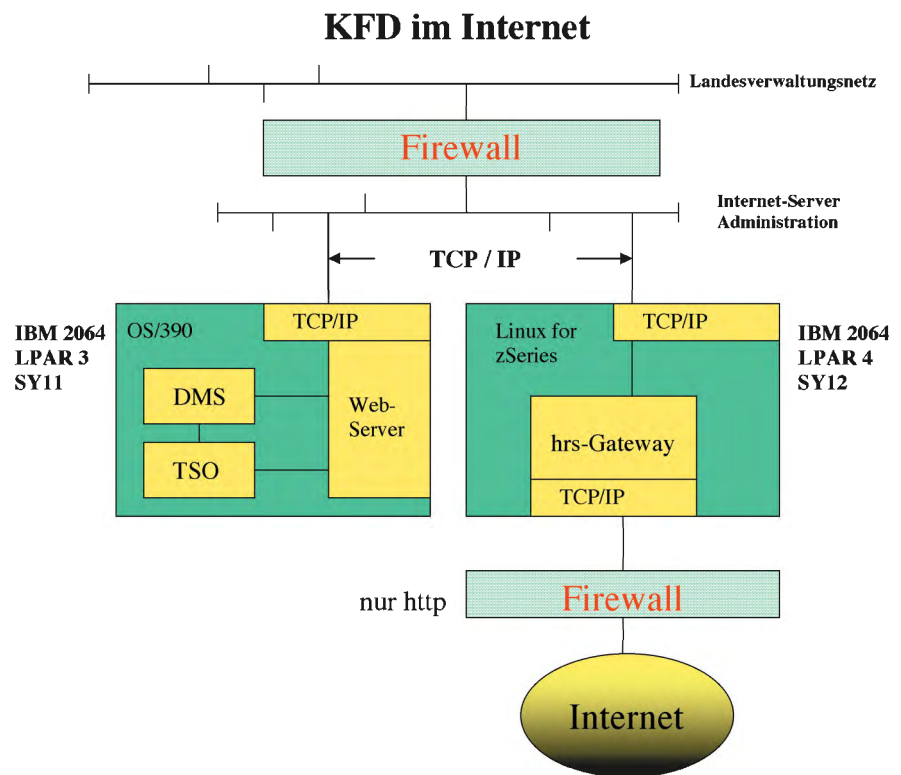 KFD im Internet
Landesverwaltungsnetz
Firewall
Internet-Server
Administration
TCP / IP
IBM 2064
LPAR 3
SY11
OS/390
TCP/IP
DMS
TSO
Web-
Server
Linux for
zSeries
TCP/IP
hrs-Gateway
TCP/IP
IBM 2064
LPAR 4
SY12
nur http
Firewall
Internet